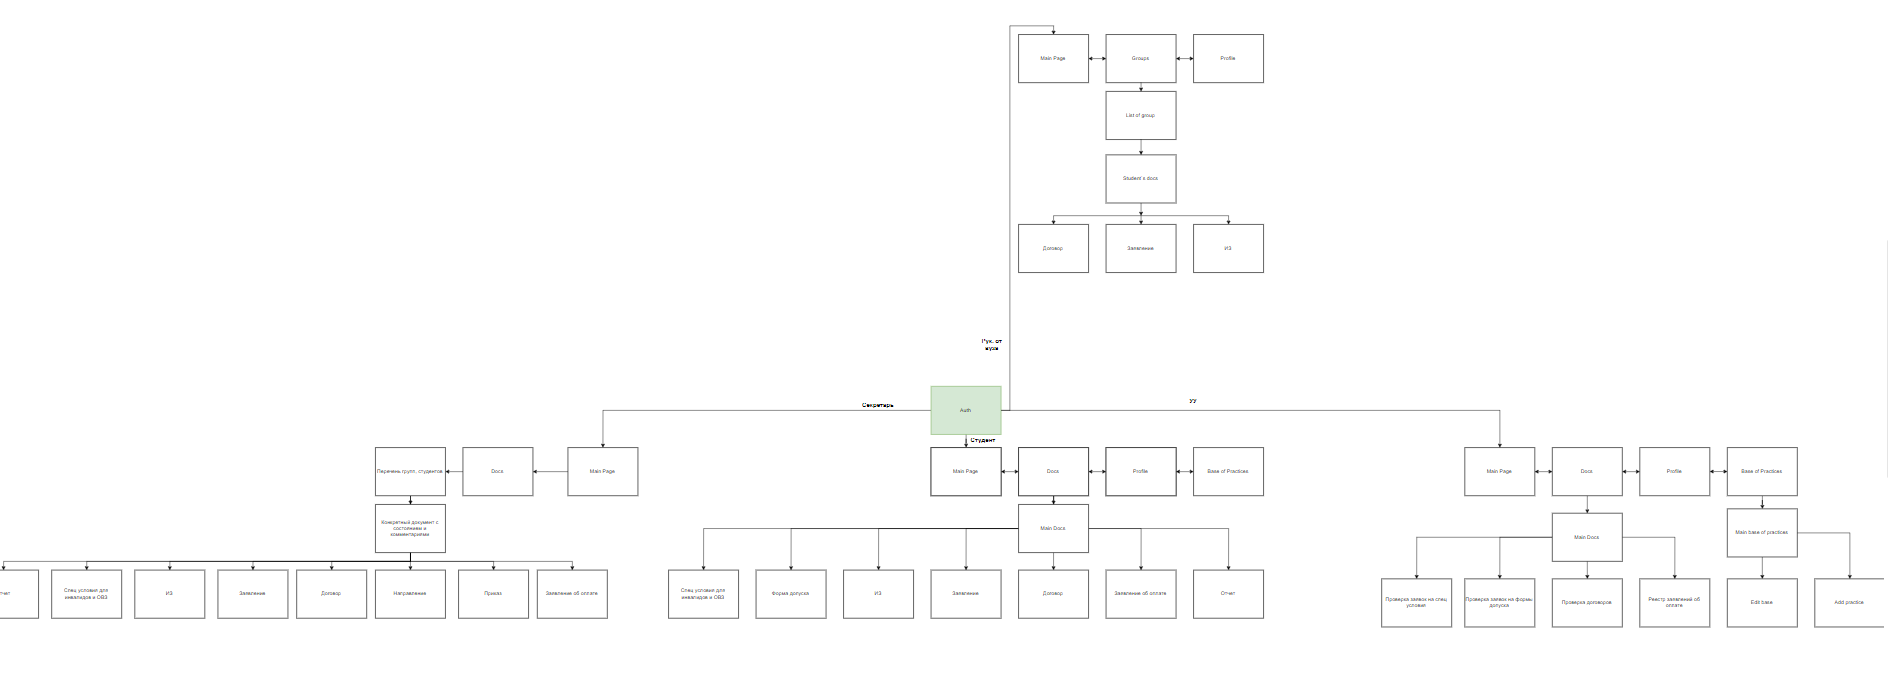 Main Page
Groups
Profile
List of group
Student's docs
Договор
Заявление
ИЗ
Рук. от
вуза
Auth
Секретарь
УУ
Студент
Перечень групп, студентов
Docs
Main Page
Main Page
Docs
Profile
Base of Practices
Main Page
Docs
Profile
Base of Practices
Конкретный документ с
состоянием и
комментариями
Main Docs
Main Docs
Main base of practices
тчет
Спец условия для
инвалидов и ОВЗ
ИЗ
Заявление
Договор
Направление
Приказ
Заявление об оплате
Спец условия для
инвалидов и ОВЗ
Форма допуска
ИЗ
Заявление
Договор
Заявление об оплате
Отчет
Проверка заявок на спец
условия
Проверка заявок на формы
допуска
Проверка договоров
Реестр заявлений об
оплате
Edit base
Add practice